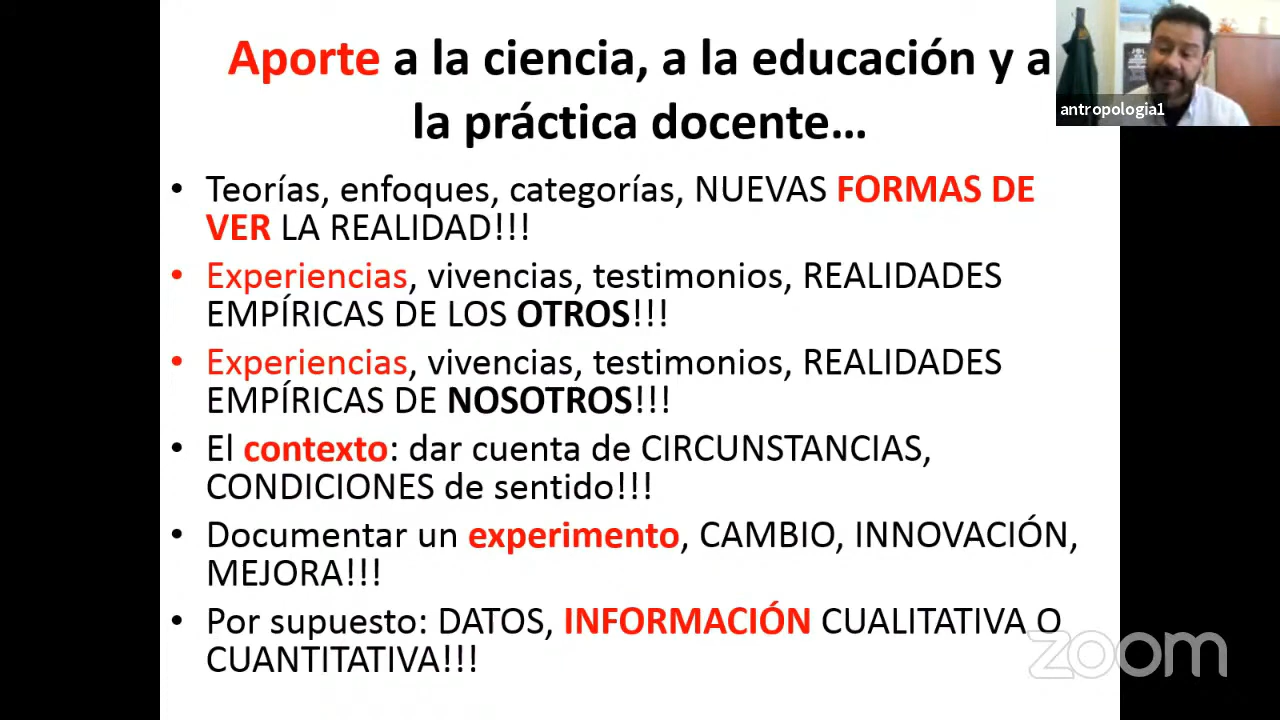 Aporte a la ciencia, a la educación y a
la práctica docente...
antropologia1
• Teorías, enfoques, categorías, NUEVAS FORMAS DE
VER LA REALIDAD!!!
• Experiencias, vivencias, testimonios, REALIDADES
EMPÍRICAS DE LOS OTROS!!!
• Experiencias, vivencias, testimonios, REALIDADES
EMPÍRICAS DE NOSOTROS!!!
• El contexto: dar cuenta de CIRCUNSTANCIAS,
CONDICIONES de sentido!!!
• Documentar un experimento, CAMBIO, INNOVACIÓN,
MEJORA!!!
• Por supuesto: DATOS, INFORMACIÓN CUALITATIVA O
CUANTITATIVA!!!
zoom